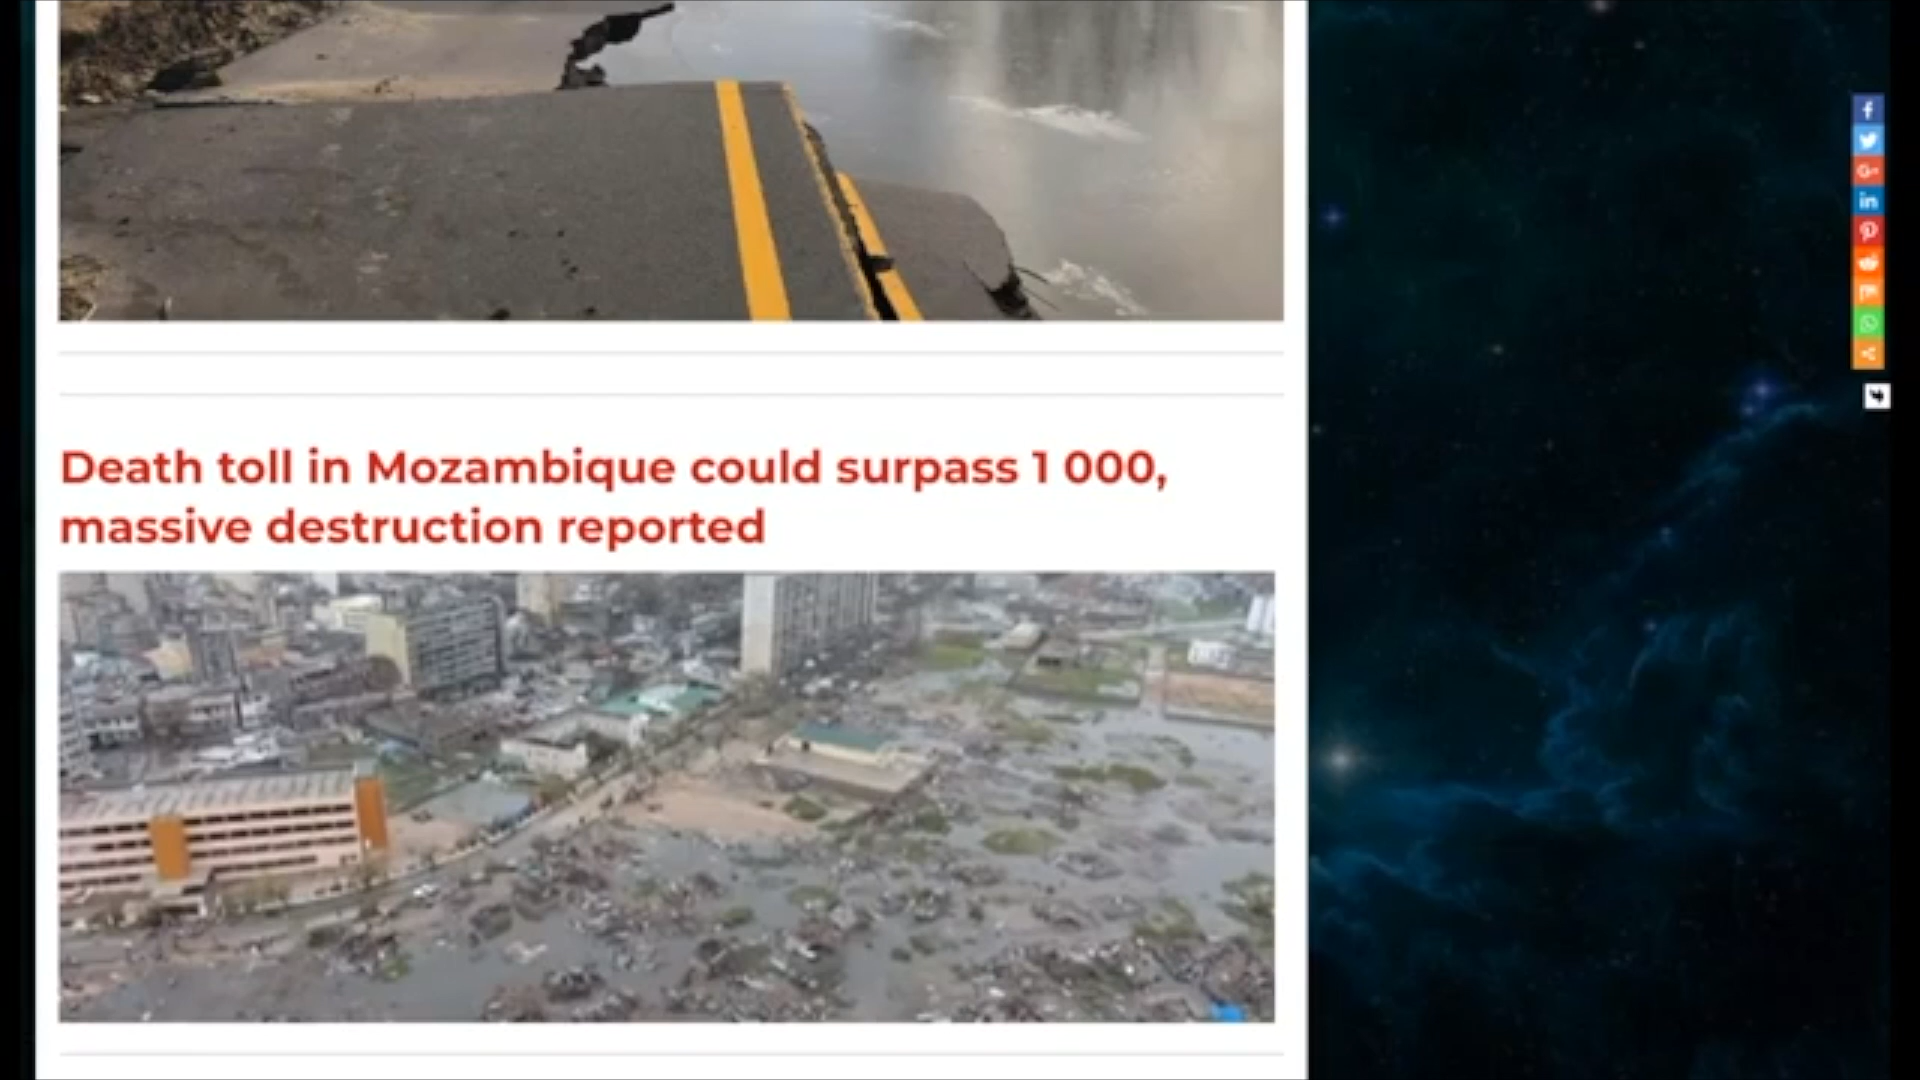 Death toll in Mozambique could surpass 1 000,
massive destruction reported